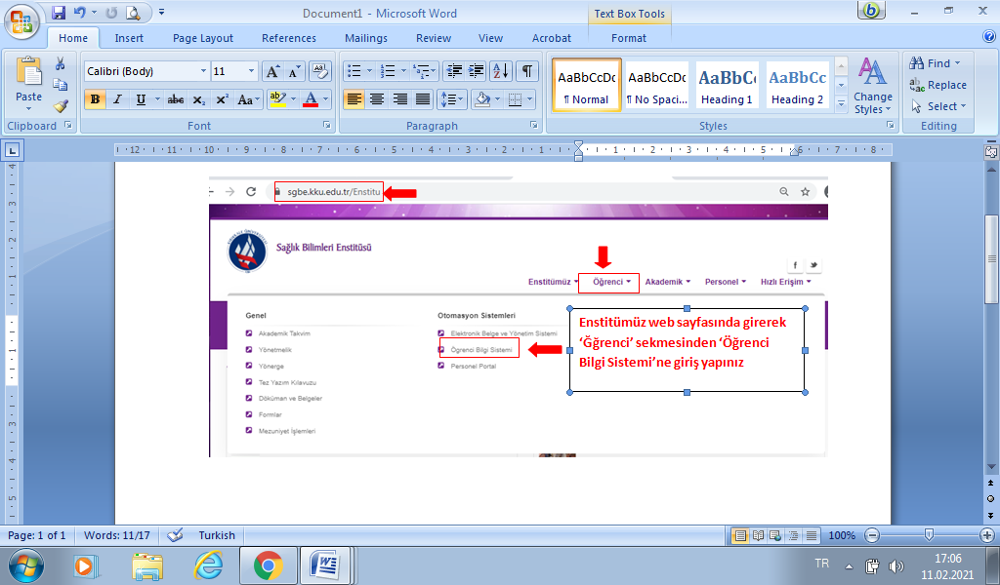 Document1 - Microsoft Word
Text Box Tools
Home Insert Page Layout References Mailings Review View Acrobat Format
Paste
Clipboard
Calibri (Body) 11
Font
Paragraph
AaBbCcDc AaBbCcDc AaBbC AaBbCc
¶ Normal ¶ No Spaci... Heading 1 Heading 2
Change Styles
Styles
Find
Replace
Select
Editing
sgbe.kku.edu.tr/Enstitu
Sağlık Bilimleri Enstitüsü
Enstitümüz Öğrenci Akademik Personel Hızlı Erişim
Genel
Akademik Takvim
Yönetmelik
Yönerge
Tez Yazım Kılavuzu
Döküman ve Belgeler
Formlar
Mezuniyet İşlemleri
Otomasyon Sistemleri
Elektronik Belge ve Yönetim Sistemi
Öğrenci Bilgi Sistemi
Personel Portal
Enstitümüz web sayfasında girerek
‘Ğğrenci’ sekmesinden ‘Öğrenci
Bilgi Sistemi’ne giriş yapınız
Page: 1 of 1 Words: 11/17 Turkish 100%
TR 17:06
11.02.2021